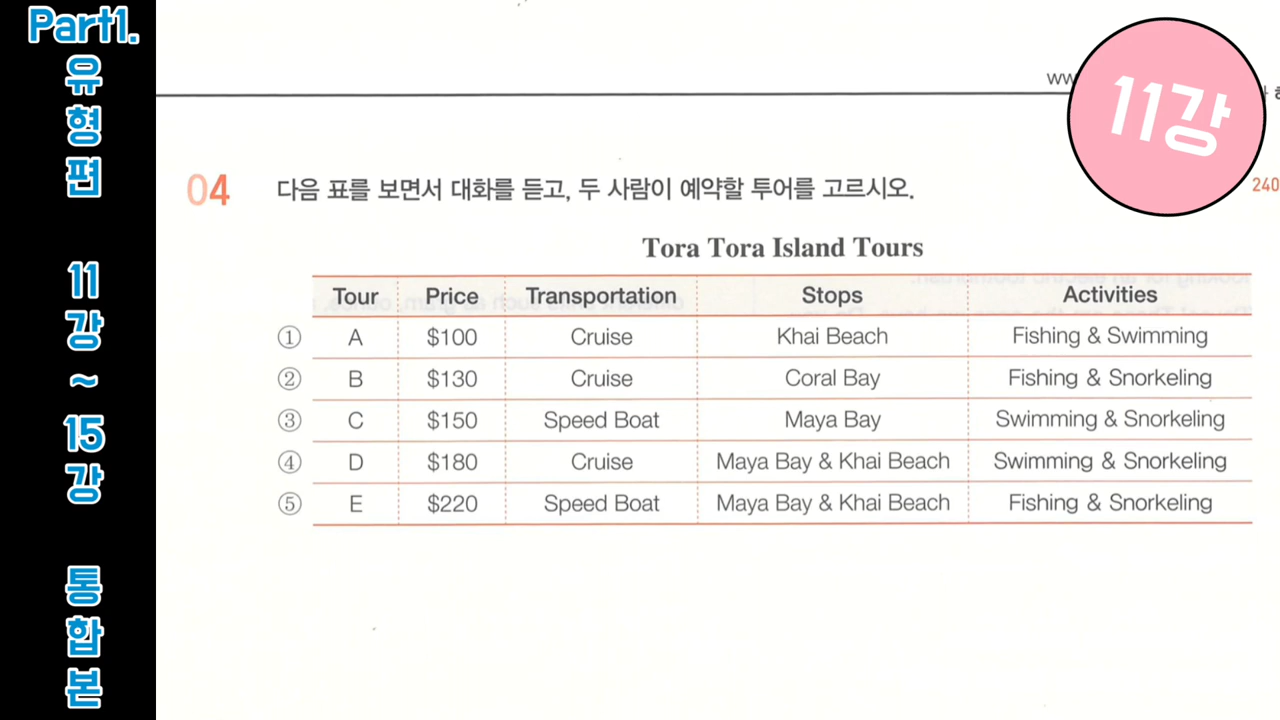 Part1.
유
형
편
11
강
~
15
강
통
합
본
ww
11강
240
04 다음 표를 보면서 대화를 듣고, 두 사람이 예약할 투어를 고르시오.
Tora Tora Island Tours
Tour Price Transportation Stops Activities
① A $100 Cruise Khai Beach Fishing & Swimming
② B $130 Cruise Coral Bay Fishing & Snorkeling
③ C $150 Speed Boat Maya Bay Swimming & Snorkeling
④ D $180 Cruise Maya Bay & Khai Beach Swimming & Snorkeling
⑤ E $220 Speed Boat Maya Bay & Khai Beach Fishing & Snorkeling